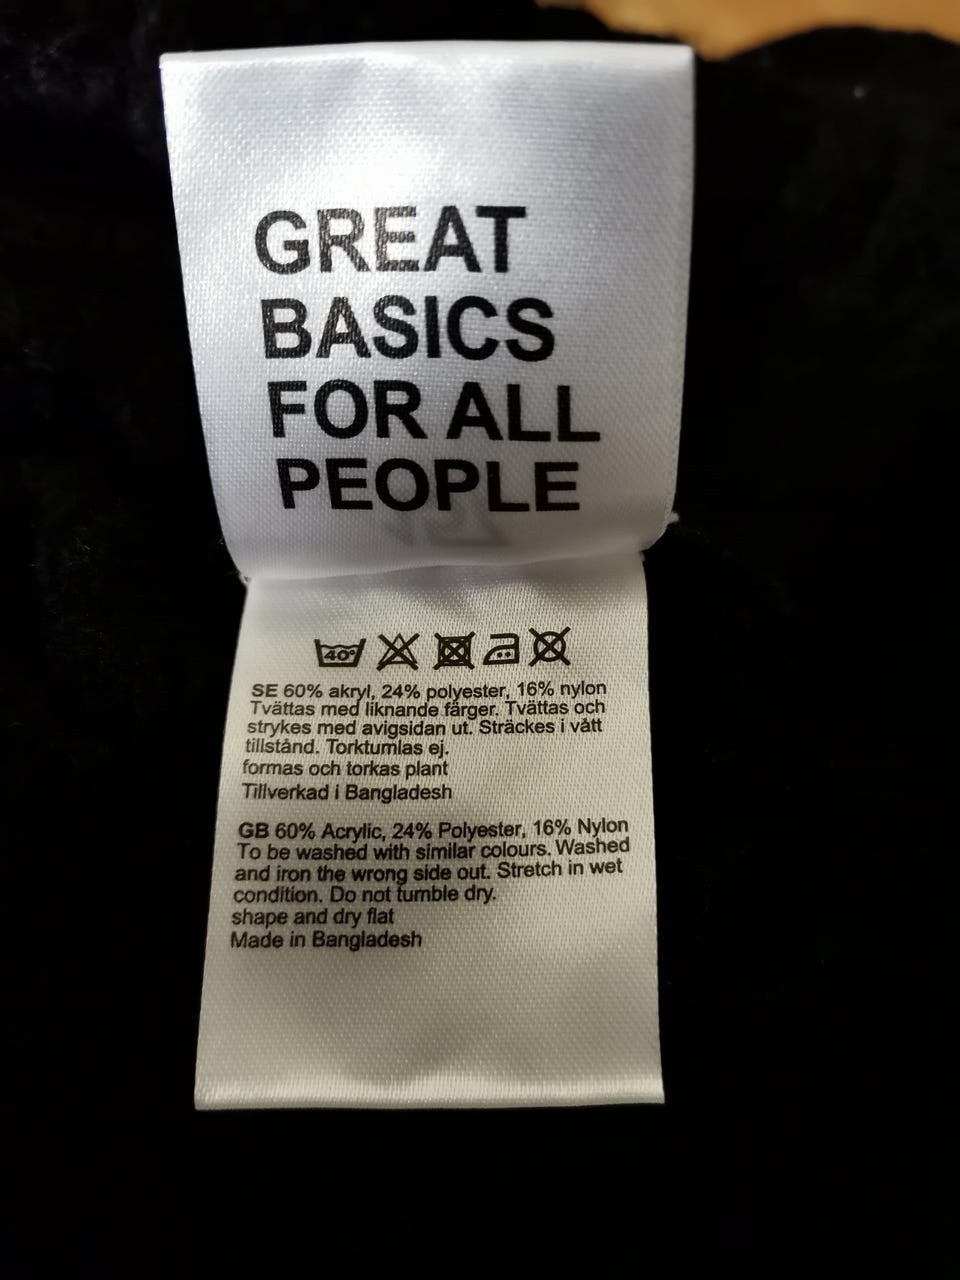 GREAT
BASICS
FOR ALL
PEOPLE
40°
SE 60% akryl, 24% polyester, 16% nylon
Tvättas med liknande färger. Tvättas och
strykes med avigsidan ut. Sträckes i vått
tillstånd. Torktumlas ej.
formas och torkas plant
Tillverkad i Bangladesh
GB 60% Acrylic, 24% Polyester, 16% Nylon
To be washed with similar colours. Washed
and iron the wrong side out. Stretch in wet
condition. Do not tumble dry.
shape and dry flat
Made in Bangladesh